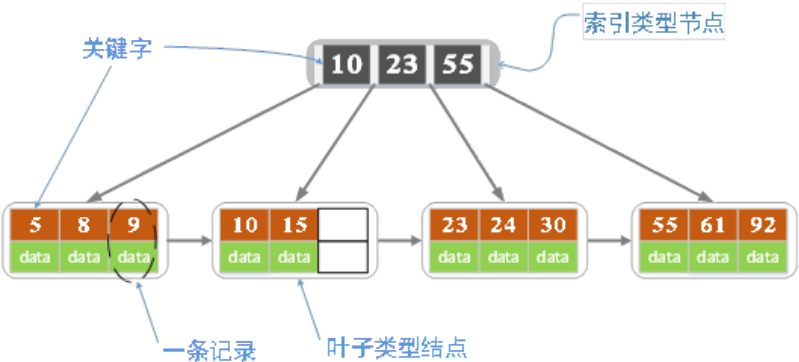 索引类型节点
关键字
10 23 55
5 8 9 10 15 23 24 30 55 61 92
data data data data data data data data data data data
一条记录
叶子类型结点